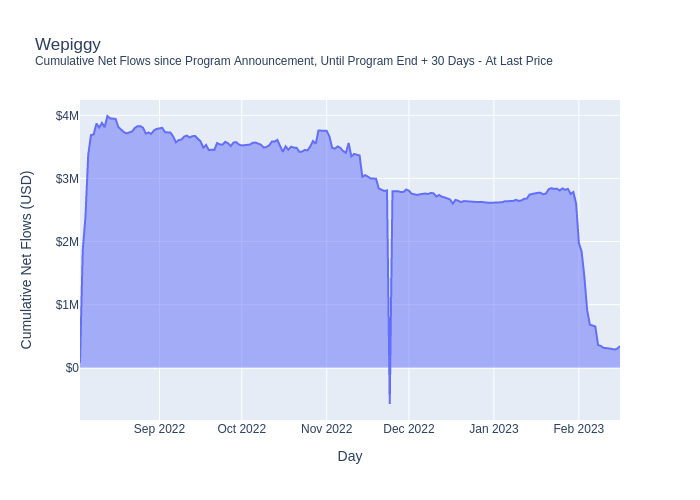 Wepiggy
Cumulative Net Flows since Program Announcement, Until Program End + 30 Days - At Last Price
Cumulative Net Flows (USD)
$4M
$3M
$2M
$1M
$0
Sep 2022
Oct 2022
Nov 2022
Dec 2022
Jan 2023
Feb 2023
Day